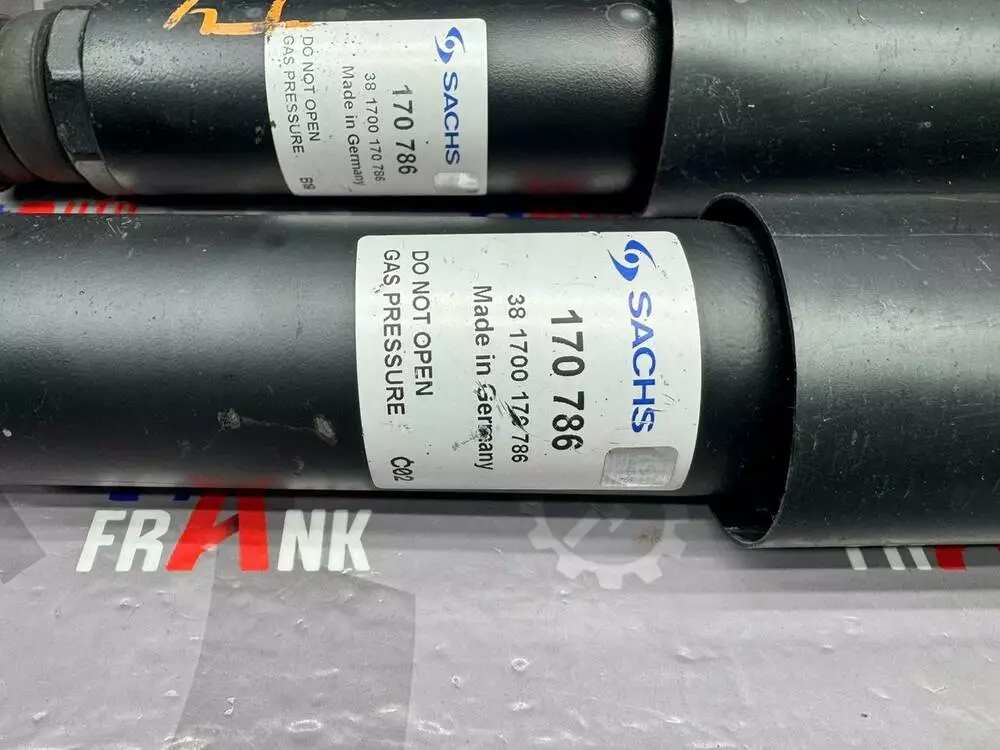 SACHS
170 786
38 1700 170 786
Made in Germany
DO NOT OPEN
GAS PRESSURE
SACHS
170 786
38 1700 170 786
Made in Germany
DO NOT OPEN
GAS PRESSURE
C02
FRANK